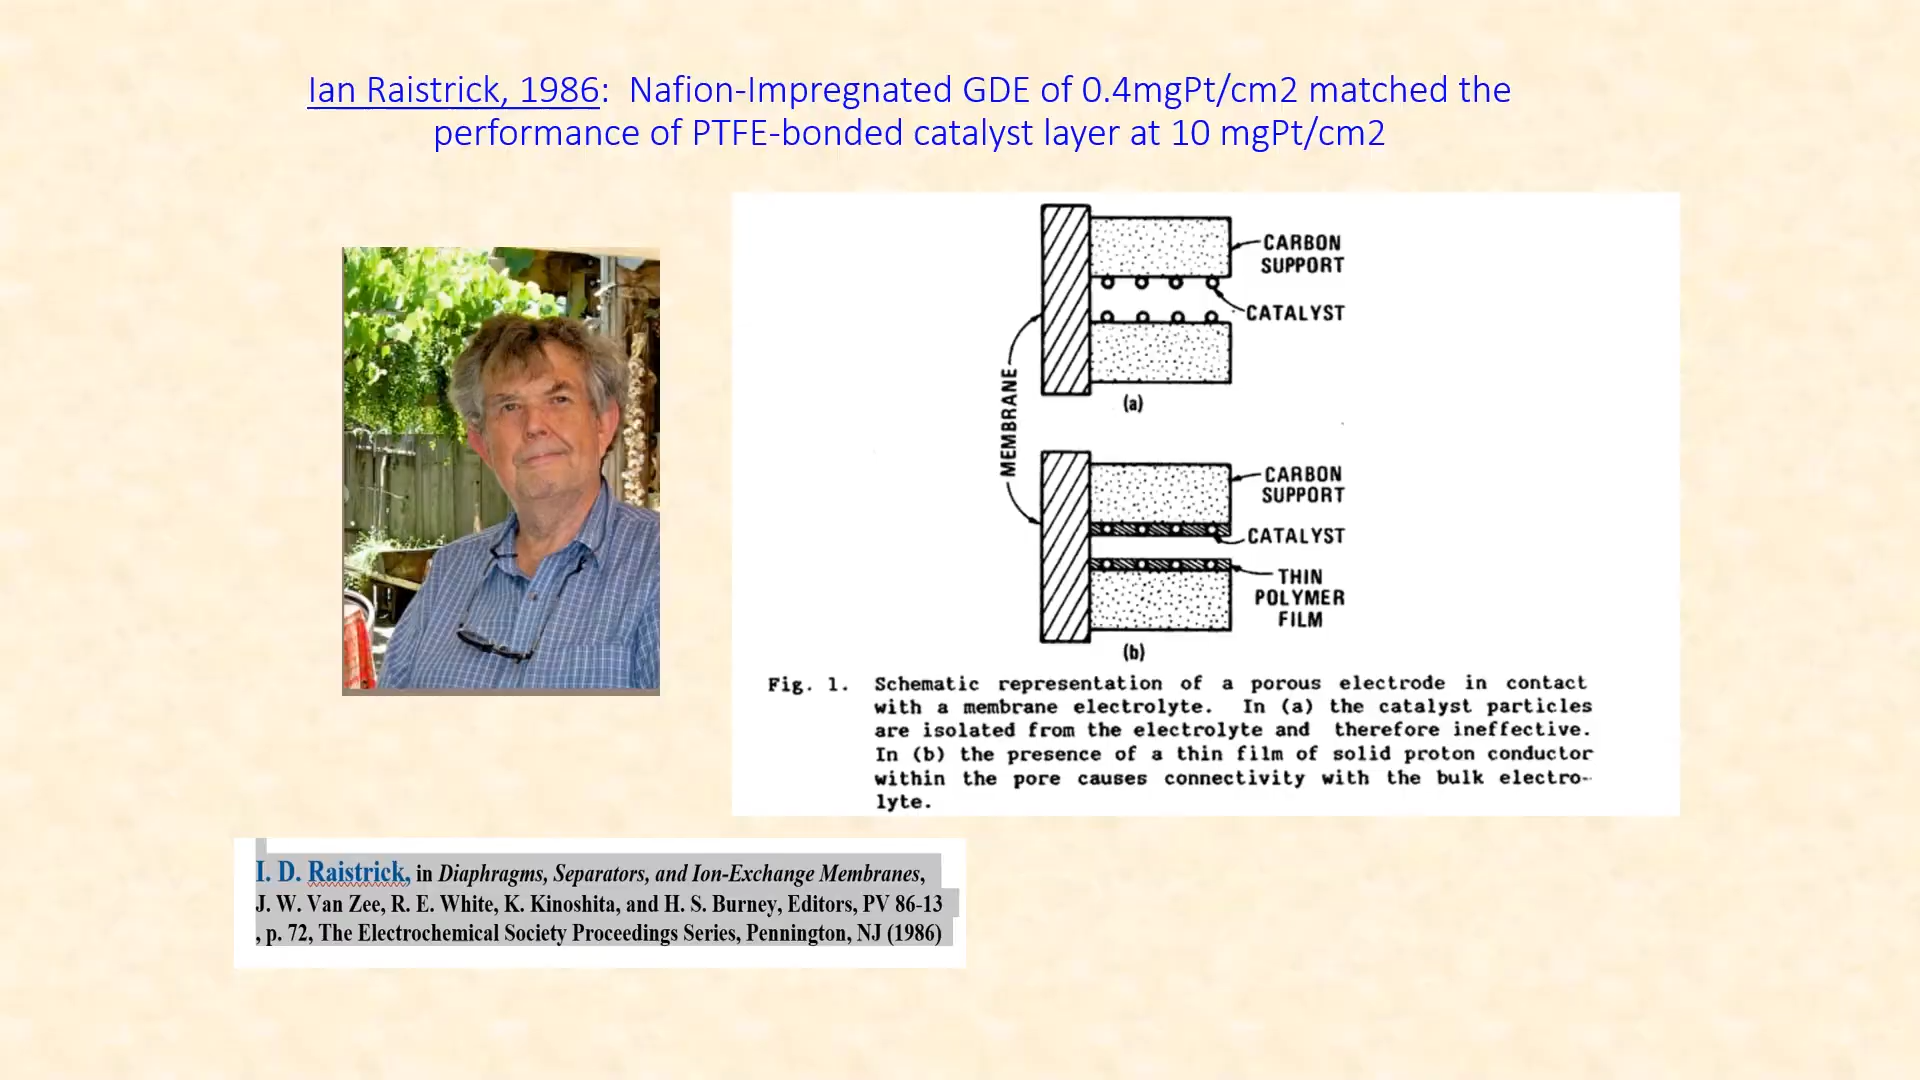 Ian Raistrick, 1986:  Nafion-Impregnated GDE of 0.4mgPt/cm2 matched the
performance of PTFE-bonded catalyst layer at 10 mgPt/cm2
CARBON
SUPPORT
CATALYST
MEMBRANE
(a)
CARBON
SUPPORT
CATALYST
THIN
POLYMER
FILM
(b)
Fig. 1. Schematic representation of a porous electrode in contact
with a membrane electrolyte. In (a) the catalyst particles
are isolated from the electrolyte and therefore ineffective.
In (b) the presence of a thin film of solid proton conductor
within the pore causes connectivity with the bulk electro-
lyte.
I. D. Raistrick, in Diaphragms, Separators, and Ion-Exchange Membranes,
J. W. Van Zee, R. E. White, K. Kinoshita, and H. S. Burney, Editors, PV 86-13
, p. 72, The Electrochemical Society Proceedings Series, Pennington, NJ (1986)